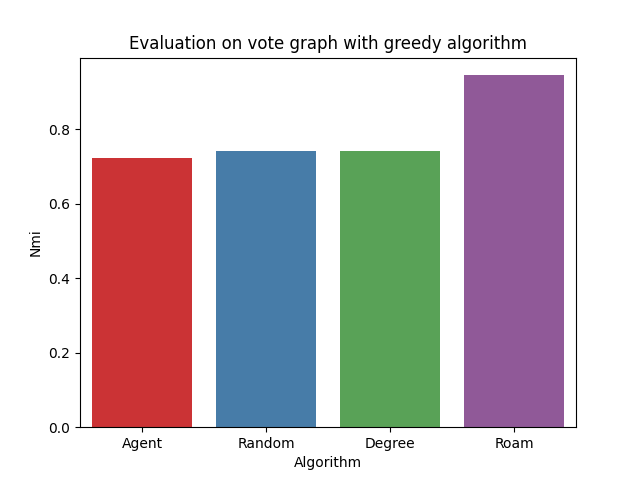 Evaluation on vote graph with greedy algorithm
0.8
0.6
0.4
0.2
0.0
Nmi
Agent Random Degree Roam
Algorithm